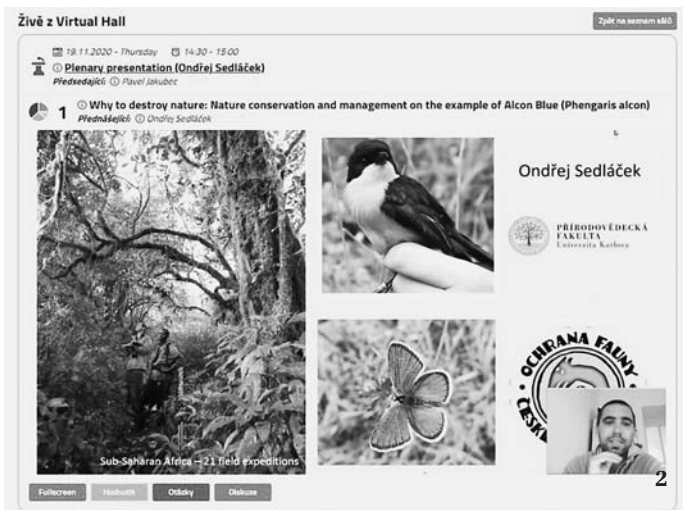 Živě z Virtual Hall
Zpět na seznam sálů
19.11.2020 - Thursday 14:30 - 15:00
Plenary presentation (Ondřej Sedláček)
Předsedající: Pavel Jakubec
1 Why to destroy nature: Nature conservation and management on the example of Alcon Blue (Phengaris alcon)
Přednášející: Ondřej Sedláček
Ondřej Sedláček
PŘÍRODOVĚDECKÁ
FAKULTA
Univerzita Karlova
OCHRANA FAUNY
ČESK
Sub-Saharan Africa – 21 field expeditions
2
Fullscreen Hodnotit Otázky Diskuse